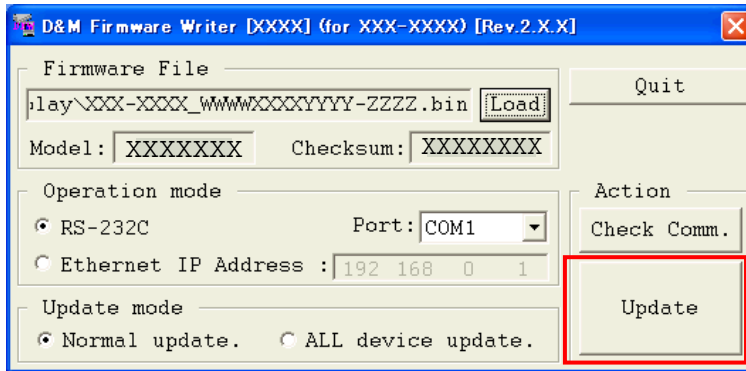 D&M Firmware Writer [XXXX] (for XXX-XXXX) [Rev.2.X.X]
Firmware File
lay\XXX-XXXX_WWWWXXXXYYYY-ZZZZ.bin Load
Quit
Model: XXXXXXX Checksum: XXXXXXXX
Operation mode
RS-232C Port: COM1
Ethernet IP Address : 192 168 0 1
Action
Check Comm.
Update
Update mode
Normal update. ALL device update.